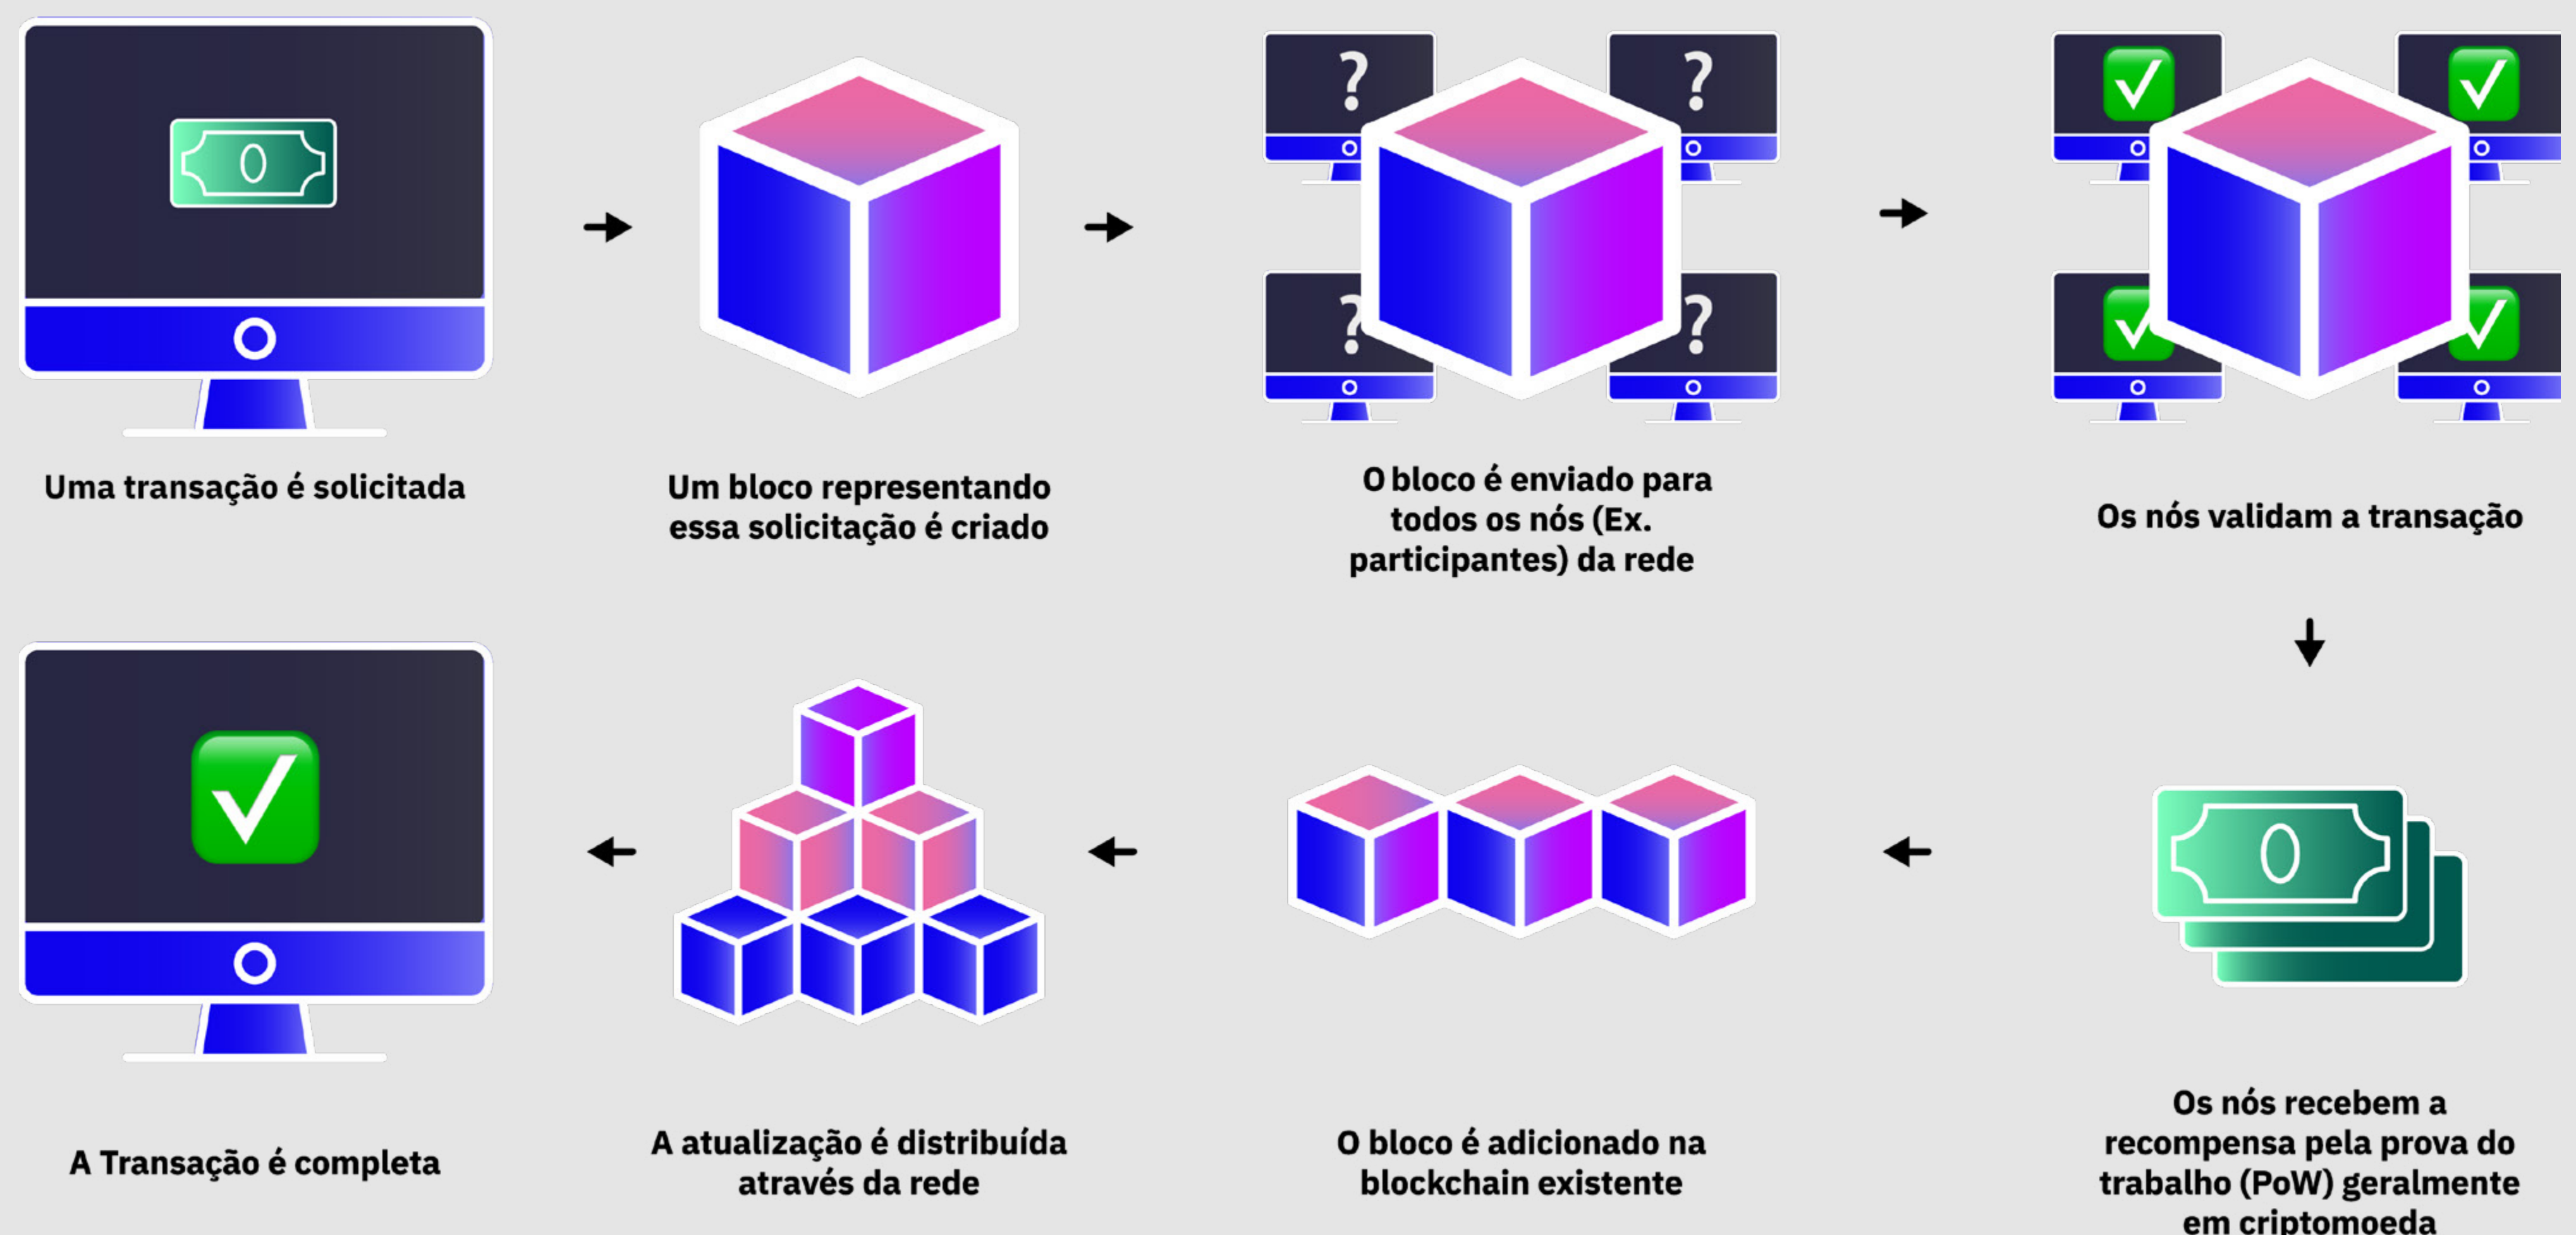 Uma transação é solicitada
Um bloco representando
essa solicitação é criado
O bloco é enviado para
todos os nós (Ex.
participantes) da rede
Os nós validam a transação
Os nós recebem a
recompensa pela prova do
trabalho (PoW) geralmente
em criptomoeda
O bloco é adicionado na
blockchain existente
A atualização é distribuída
através da rede
A Transação é completa